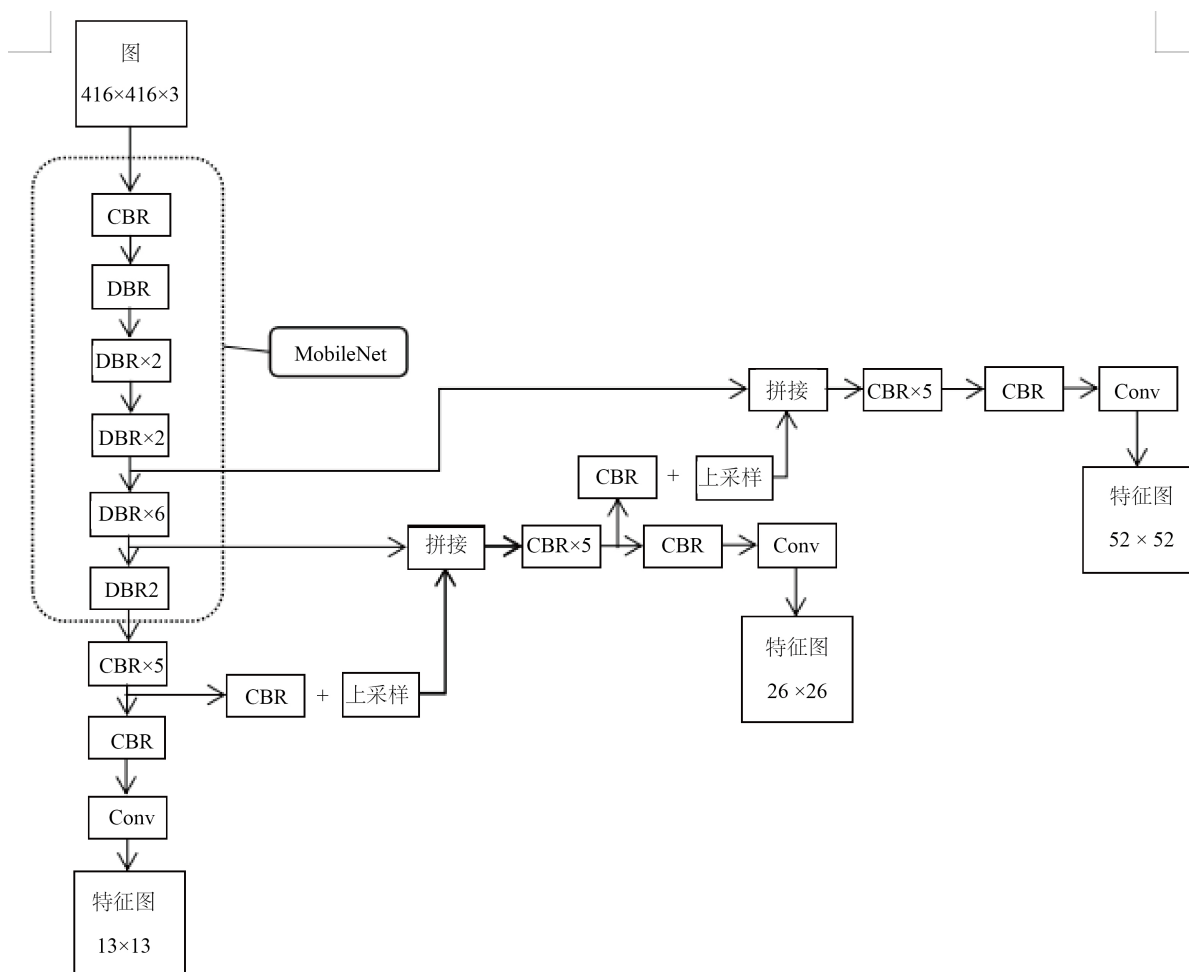 图
416×416×3
CBR
DBR
DBR×2
MobileNet
DBR×2
DBR×6
DBR2
CBR×5
CBR
Conv
特征图
13×13
CBR + 上采样
拼接
CBR×5
CBR
Conv
特征图
26 ×26
CBR + 上采样
拼接
CBR×5
CBR
Conv
特征图
52 × 52